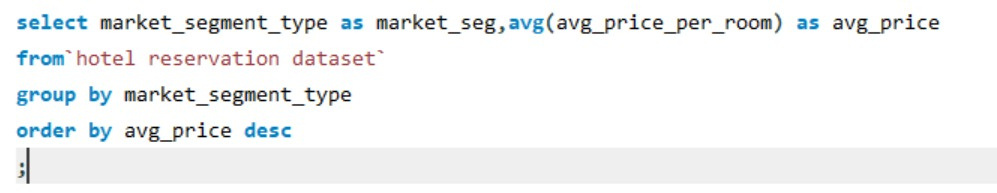 select market_segment_type as market_seg,avg(avg_price_per_room) as avg_price
from`hotel reservation dataset`
group by market_segment_type
order by avg_price desc
;